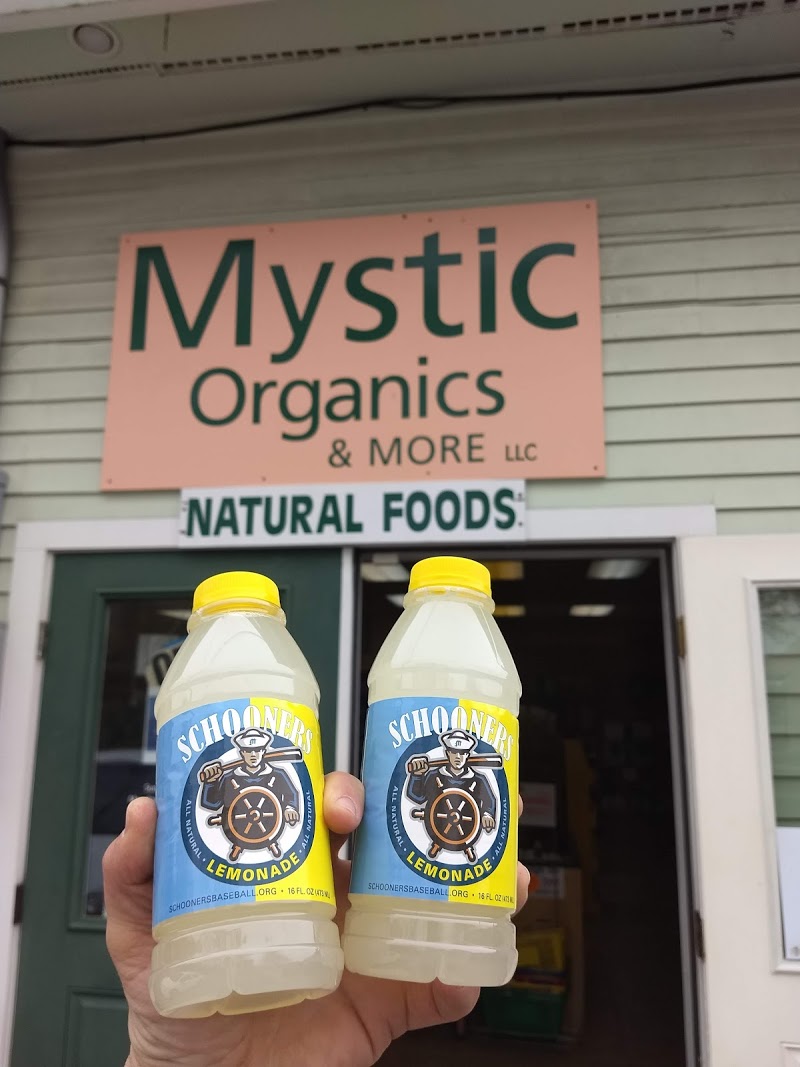 Mystic
Organics
& MORE LLC
NATURAL FOODS
SCHOONERS
ALL NATURAL • LEMONADE • ALL NATURAL
SCHOONERSBASEBALL.ORG • 16 FL. OZ (473 ML)
SCHOONERS
ALL NATURAL • LEMONADE • ALL NATURAL
SCHOONERSBASEBALL.ORG • 16 FL. OZ (473 ML)